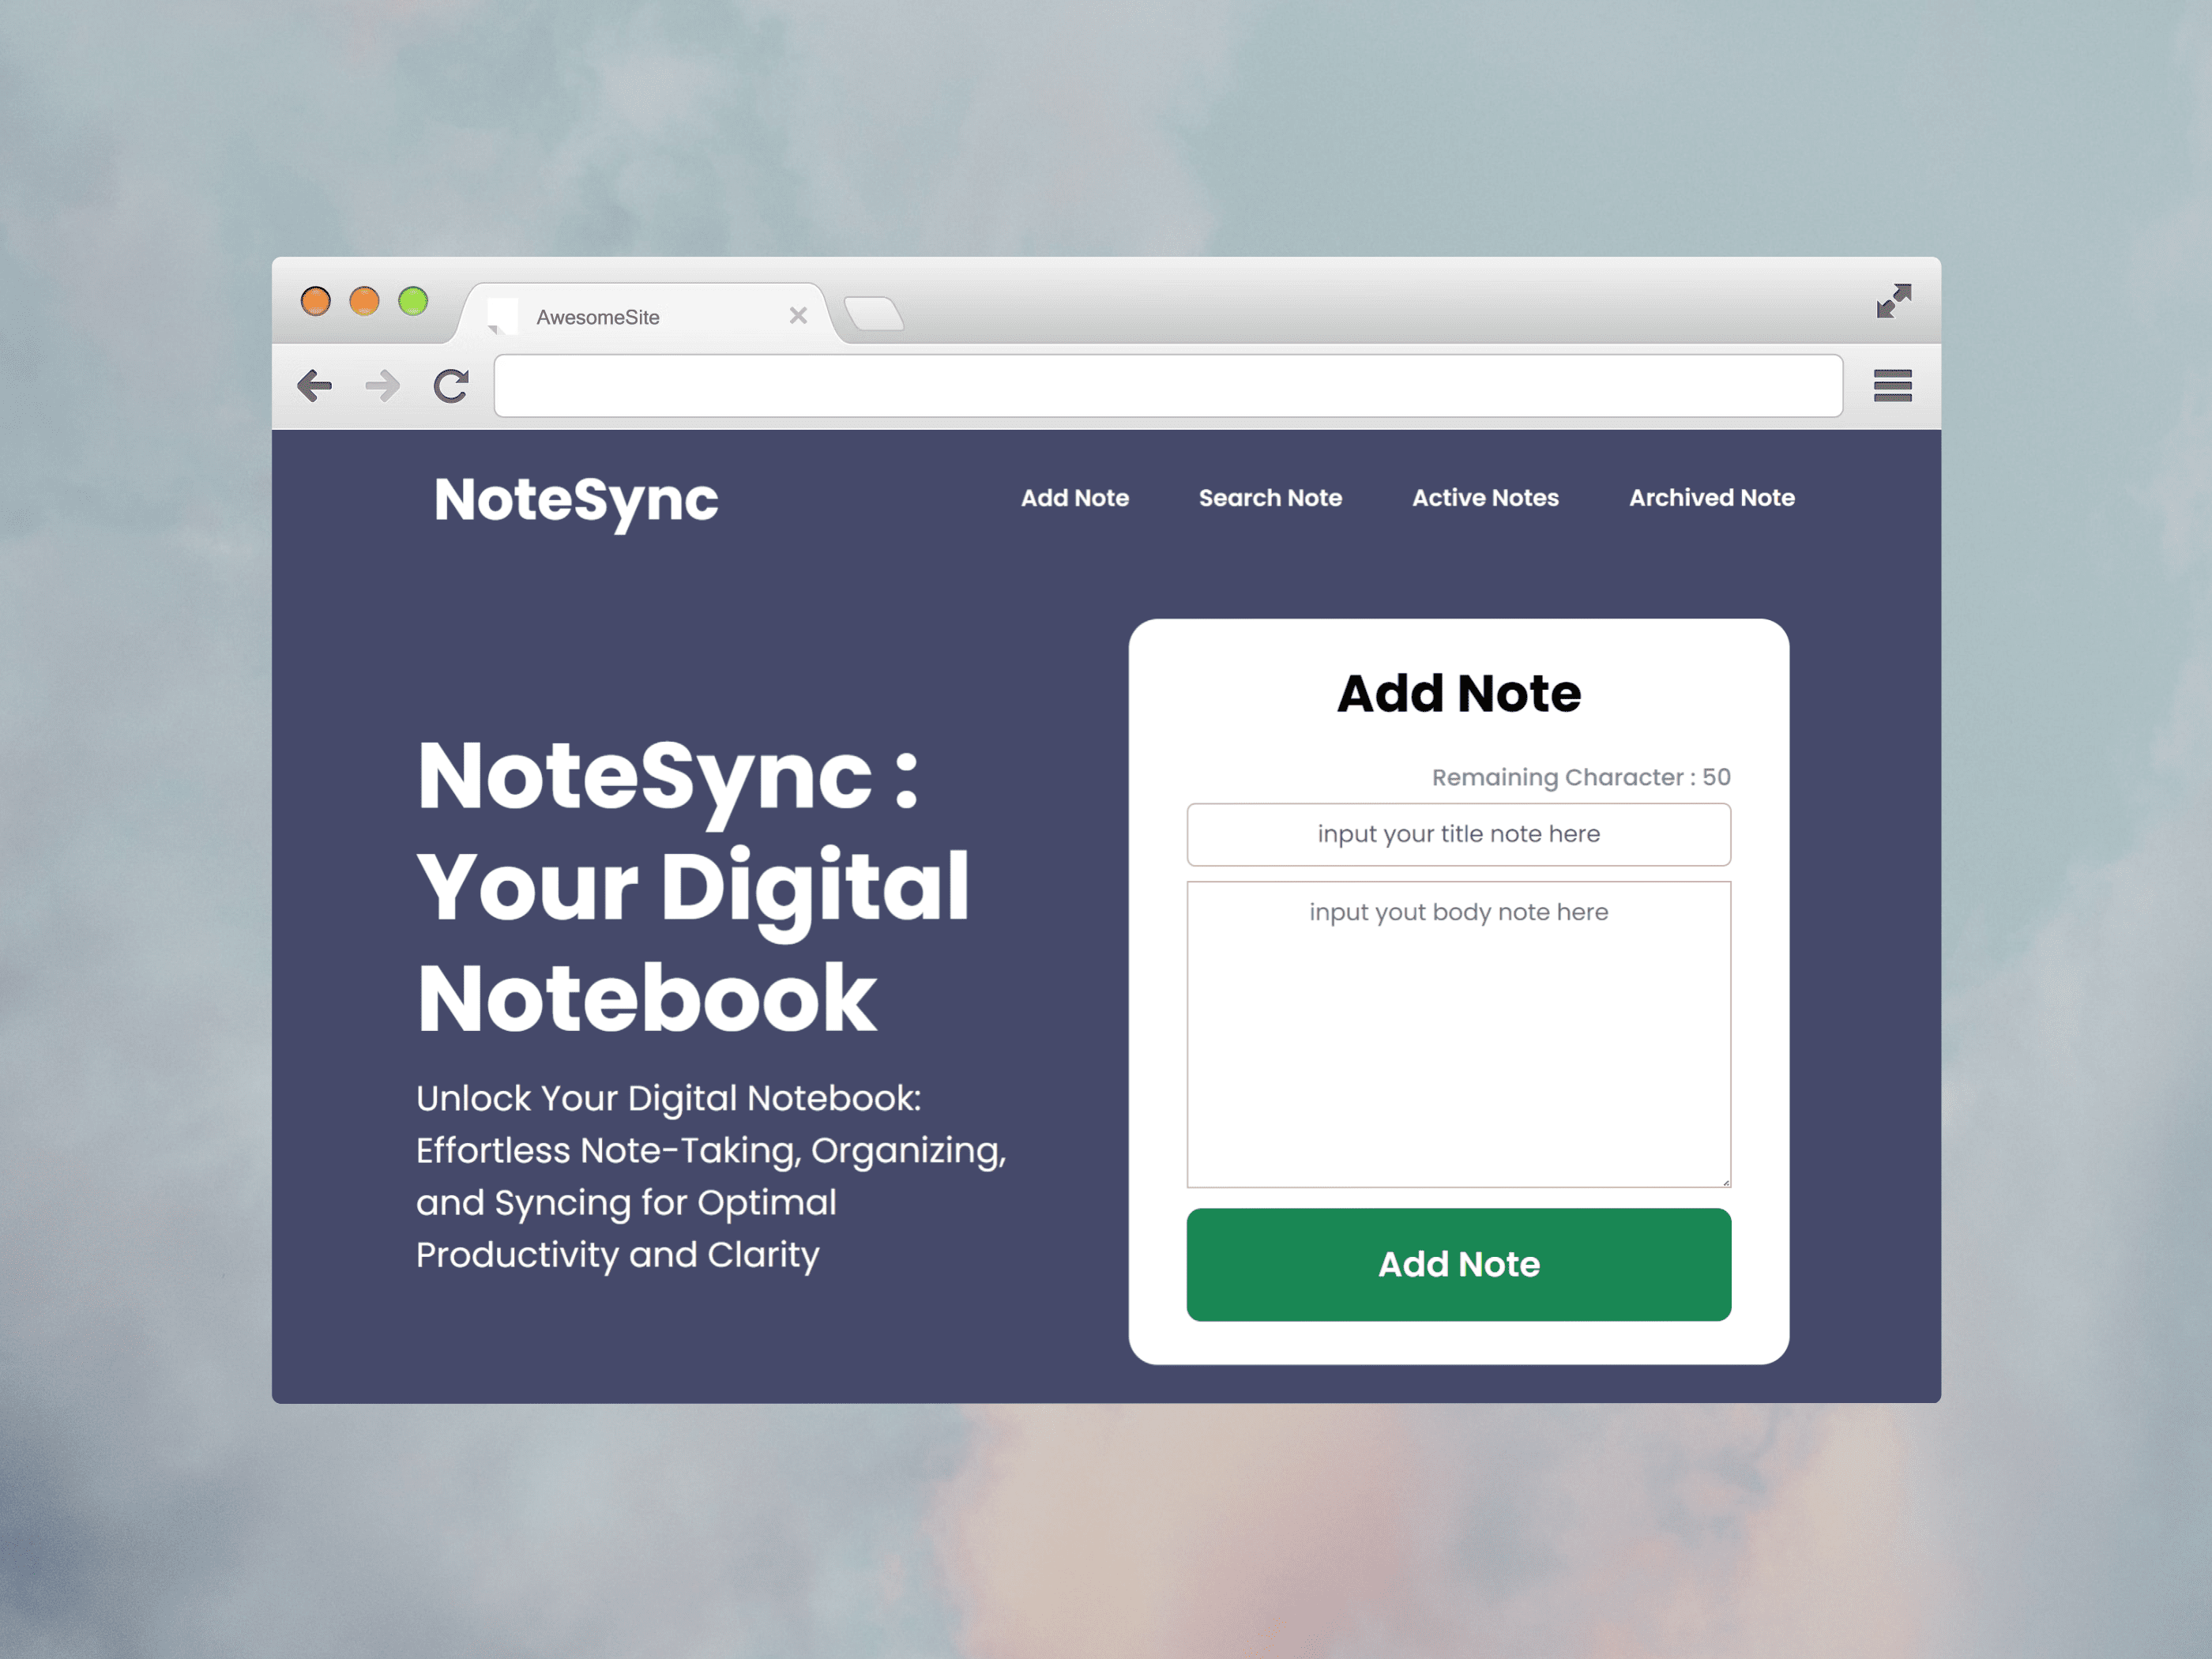 AwesomeSite
NoteSync
Add Note
Search Note
Active Notes
Archived Note
NoteSync :
Your Digital
Notebook
Unlock Your Digital Notebook:
Effortless Note-Taking, Organizing,
and Syncing for Optimal
Productivity and Clarity
Add Note
Remaining Character : 50
input your title note here
input yout body note here
Add Note